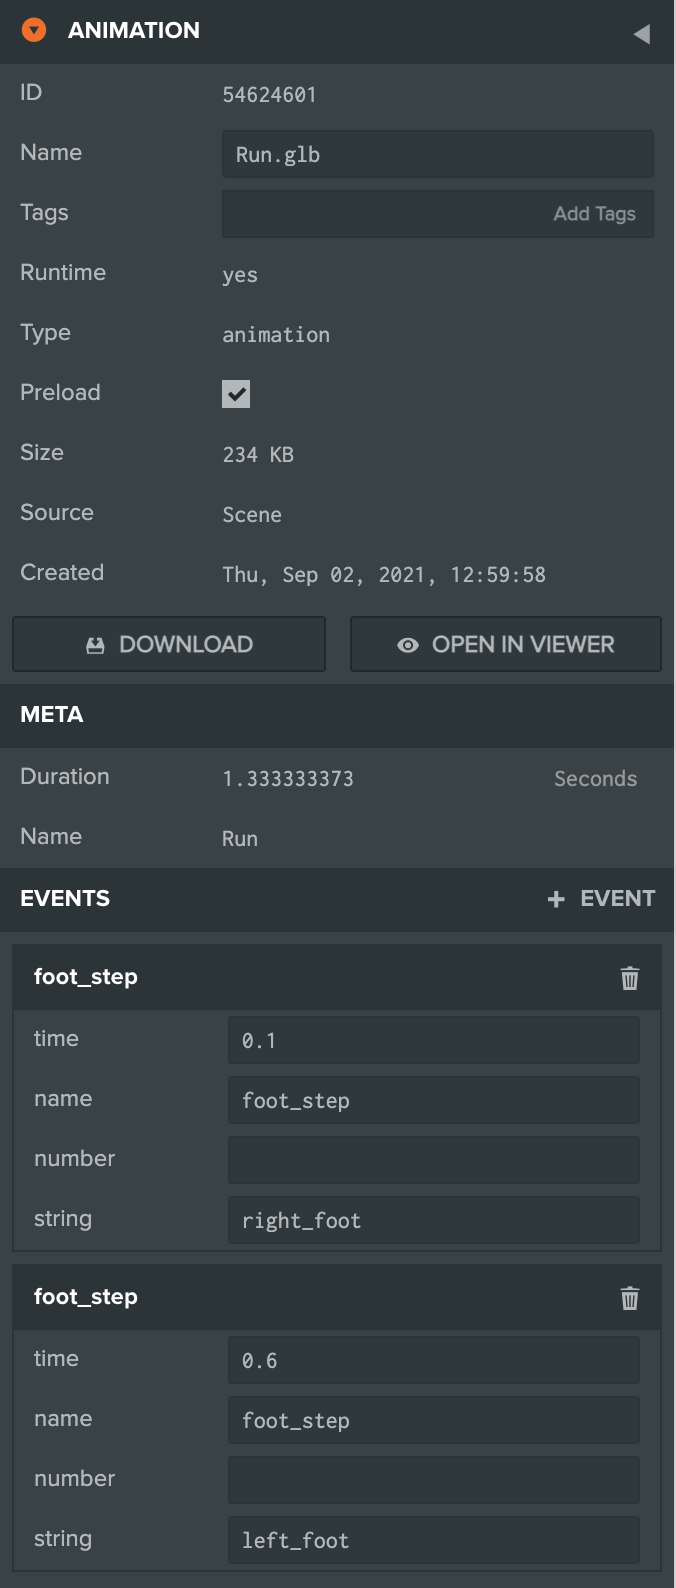 ANIMATION
ID 54624601
Name Run.glb
Tags Add Tags
Runtime yes
Type animation
Preload
Size 234 KB
Source Scene
Created Thu, Sep 02, 2021, 12:59:58
DOWNLOAD OPEN IN VIEWER
META
Duration 1.333333373 Seconds
Name Run
EVENTS + EVENT
foot_step
time 0.1
name foot_step
number
string right_foot
foot_step
time 0.6
name foot_step
number
string left_foot